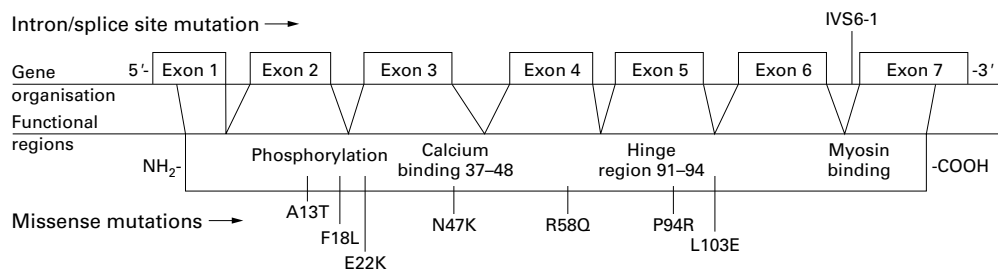 Intron/splice site mutation →
IVS6-1
Gene organisation
5′- Exon 1 Exon 2 Exon 3 Exon 4 Exon 5 Exon 6 Exon 7 -3′
Functional regions
NH₂-
Phosphorylation
Calcium binding 37–48
Hinge region 91–94
Myosin binding
-COOH
Missense mutations →
A13T
F18L
E22K
N47K
R58Q
P94R
L103E